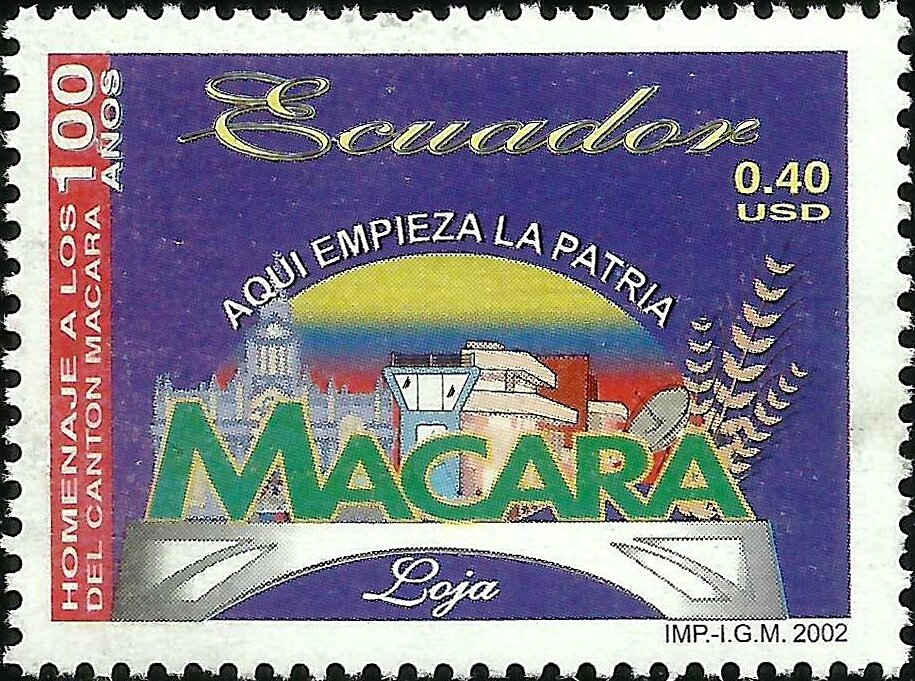 HOMENAJE A LOS 100 AÑOS
DEL CANTON MACARA
Ecuador
0.40
USD
AQUI EMPIEZA LA PATRIA
MACARA
Loja
IMP.-I.G.M. 2002